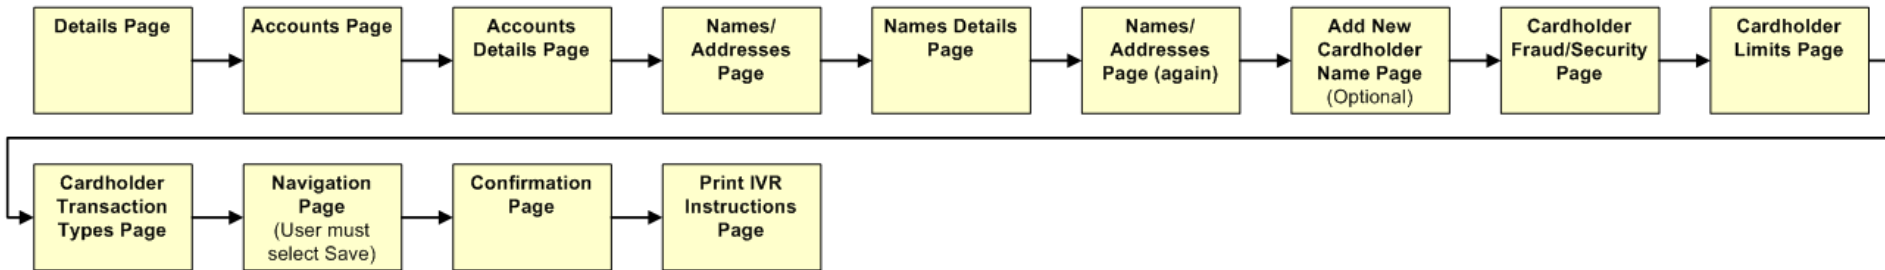 Details Page
Accounts Page
Accounts
Details Page
Names/
Addresses
Page
Names Details
Page
Names/
Addresses
Page (again)
Add New
Cardholder
Name Page
(Optional)
Cardholder
Fraud/Security
Page
Cardholder
Limits Page
Cardholder
Transaction
Types Page
Navigation
Page
(User must
select Save)
Confirmation
Page
Print IVR
Instructions
Page